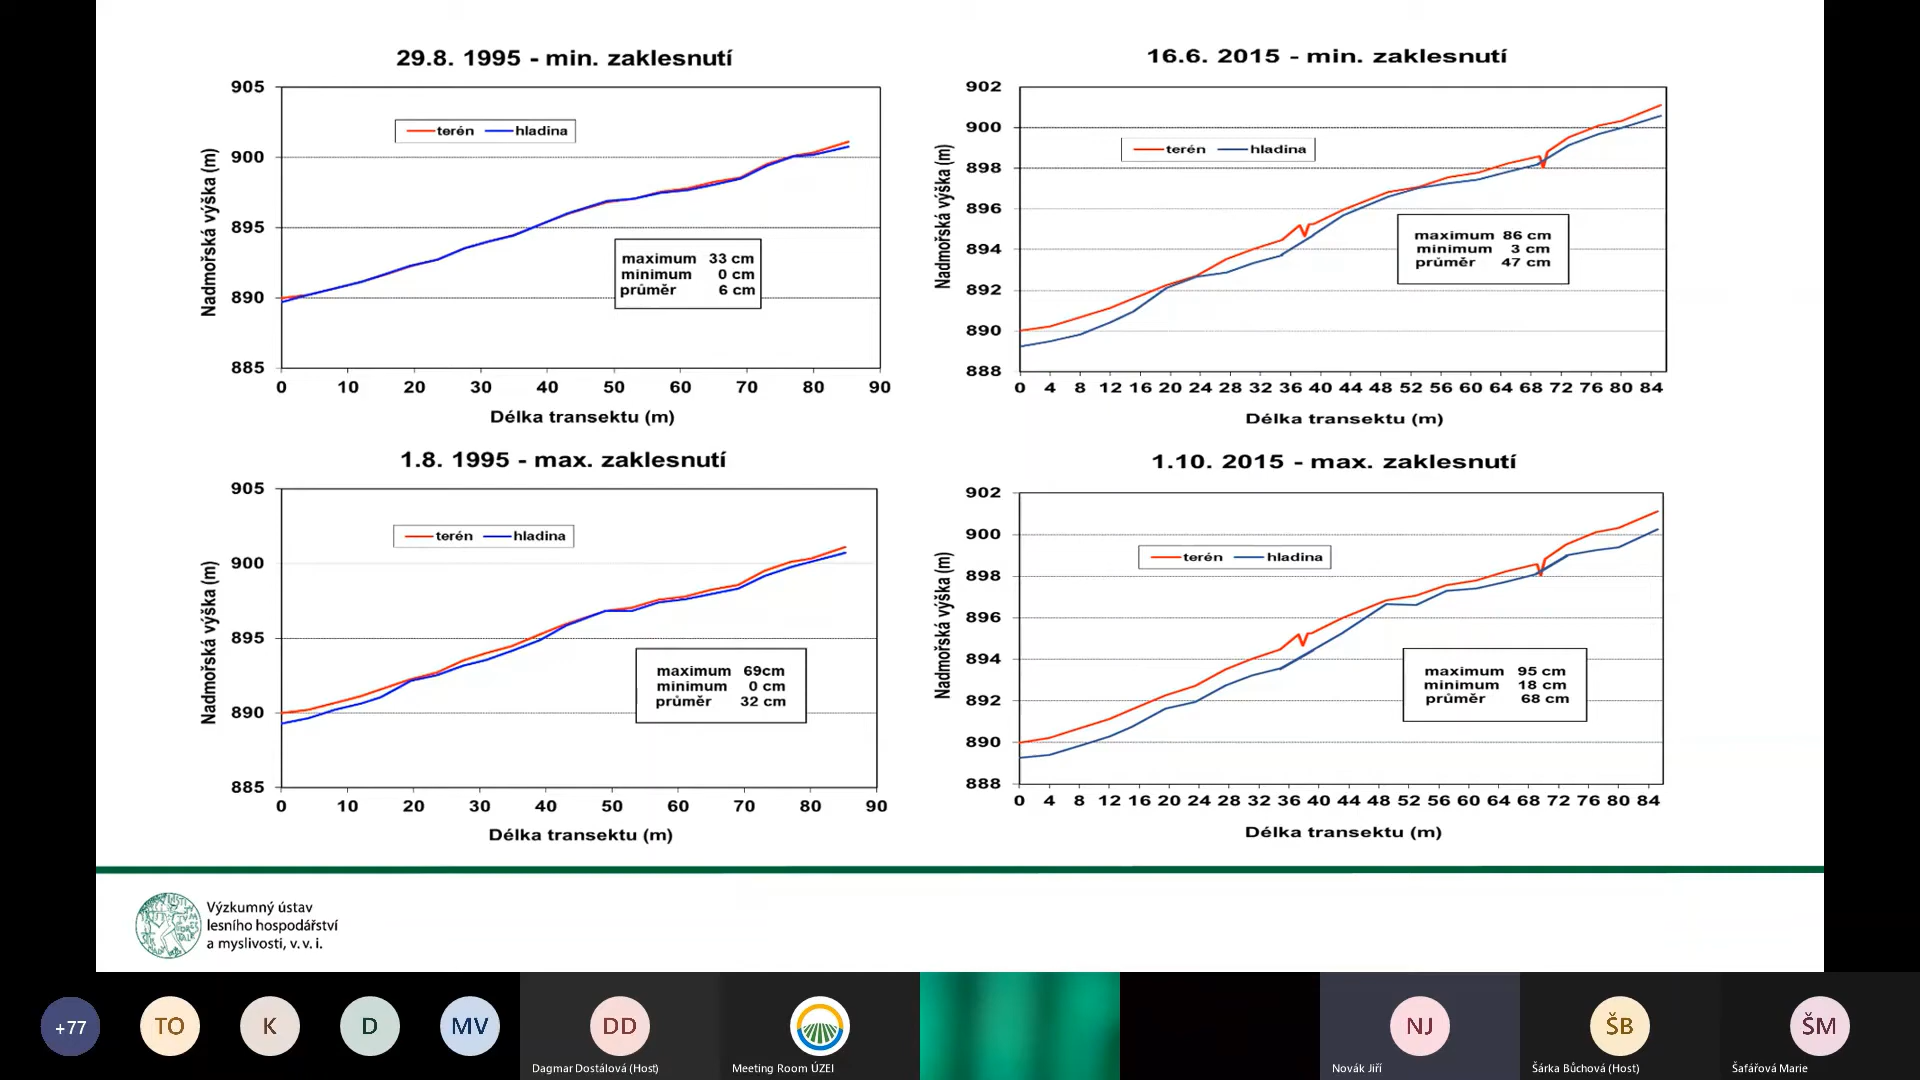 29.8. 1995 - min. zaklesnutí
905
900
895
890
885
Nadmořská výška (m)
terén hladina
maximum 33 cm
minimum 0 cm
průměr 6 cm
0 10 20 30 40 50 60 70 80 90
Délka transektu (m)
16.6. 2015 - min. zaklesnutí
902
900
898
896
894
892
890
888
Nadmořská výška (m)
terén hladina
maximum 86 cm
minimum 3 cm
průměr 47 cm
0 4 8 12 16 20 24 28 32 36 40 44 48 52 56 60 64 68 72 76 80 84
Délka transektu (m)
1.8. 1995 - max. zaklesnutí
905
900
895
890
885
Nadmořská výška (m)
terén hladina
maximum 69cm
minimum 0 cm
průměr 32 cm
0 10 20 30 40 50 60 70 80 90
Délka transektu (m)
1.10. 2015 - max. zaklesnutí
902
900
898
896
894
892
890
888
Nadmořská výška (m)
terén hladina
maximum 95 cm
minimum 18 cm
průměr 68 cm
0 4 8 12 16 20 24 28 32 36 40 44 48 52 56 60 64 68 72 76 80 84
Délka transektu (m)
Výzkumný ústav
lesního hospodářství
a myslivosti, v. v. i.
+77 TO K D MV DD NJ ŠB ŠM
Dagmar Dostálová (Host) Meeting Room ÚZEI Novák Jiří Šárka Bůchová (Host) Šafářová Marie